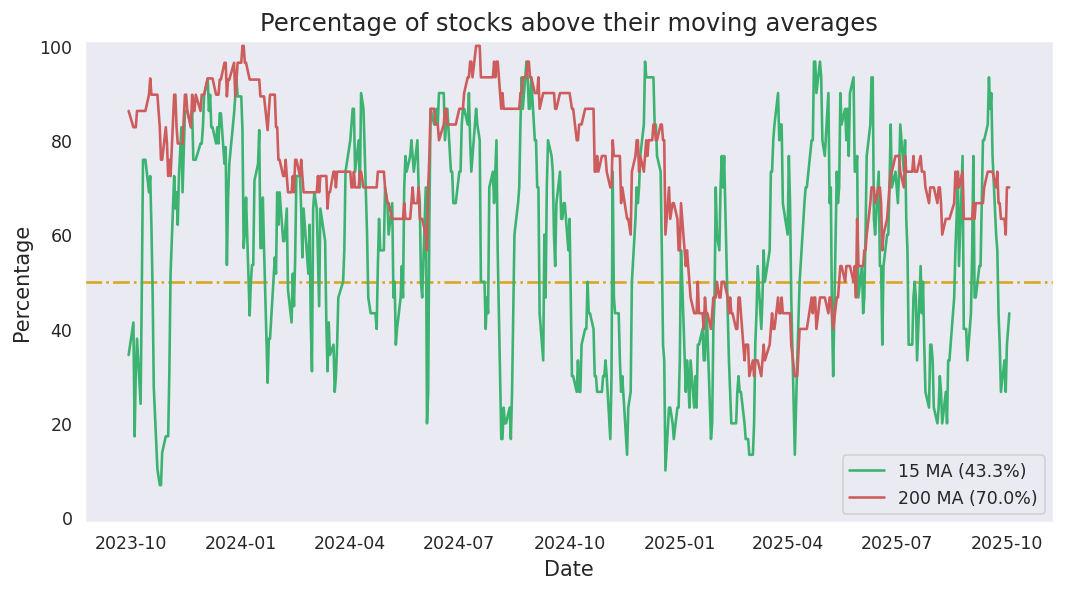 Percentage of stocks above their moving averages
Percentage
100
80
60
40
20
0
15 MA (43.3%)
200 MA (70.0%)
2023-10 2024-01 2024-04 2024-07 2024-10 2025-01 2025-04 2025-07 2025-10
Date